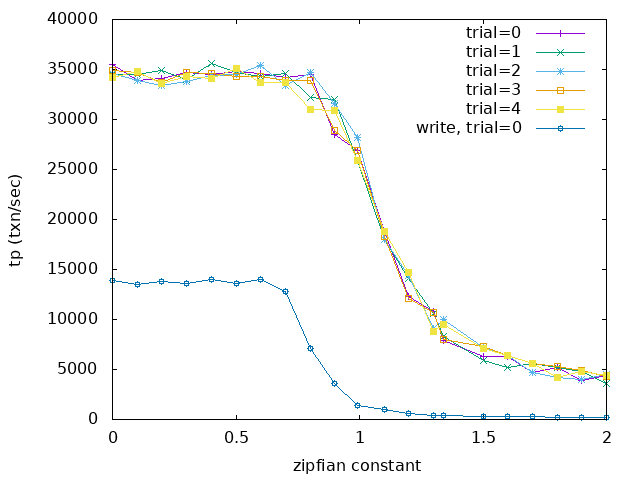 40000
35000
30000
25000
20000
15000
10000
5000
0
tp (txn/sec)
trial=0
trial=1
trial=2
trial=3
trial=4
write, trial=0
0 0.5 1 1.5 2
zipfian constant